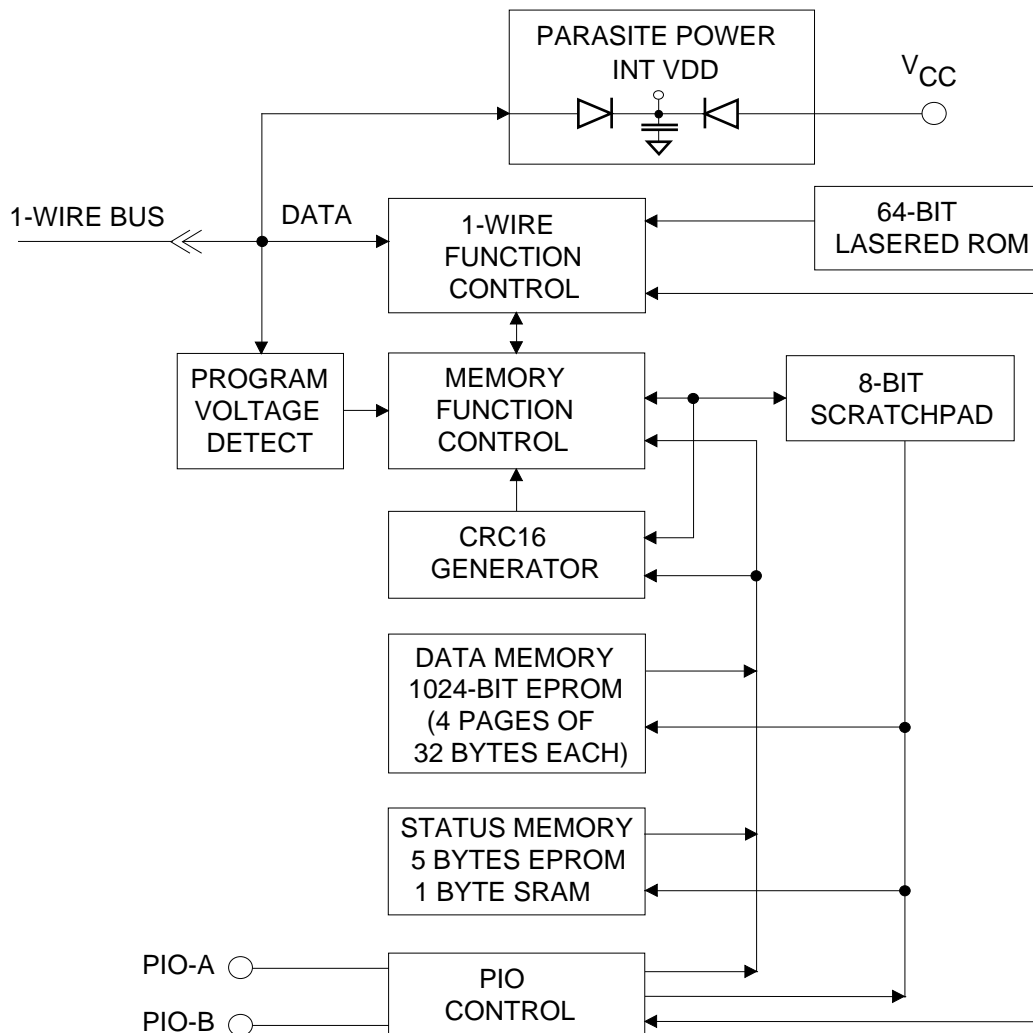 PARASITE POWER
INT VDD
VCC
1-WIRE BUS
DATA
1-WIRE
FUNCTION
CONTROL
64-BIT
LASERED ROM
PROGRAM
VOLTAGE
DETECT
MEMORY
FUNCTION
CONTROL
8-BIT
SCRATCHPAD
CRC16
GENERATOR
DATA MEMORY
1024-BIT EPROM
(4 PAGES OF
32 BYTES EACH)
STATUS MEMORY
5 BYTES EPROM
1 BYTE SRAM
PIO-A
PIO
CONTROL
PIO-B